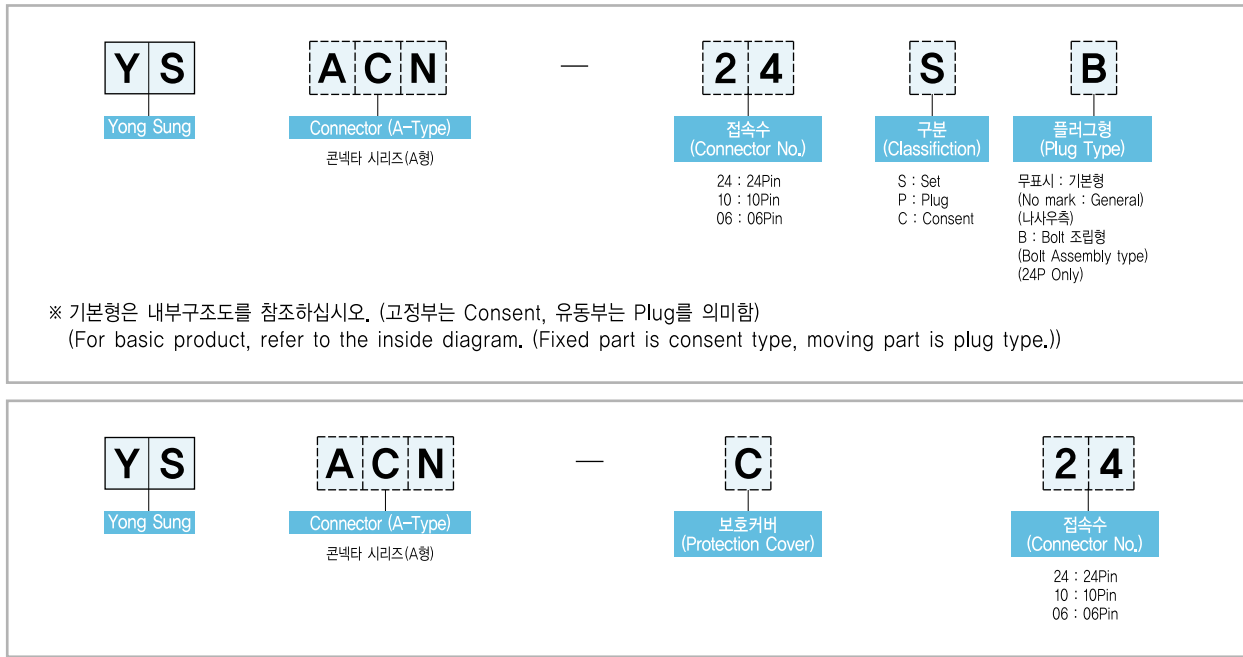 YS ACN — 24 S B
Yong Sung
Connector (A-Type)
콘넥타 시리즈(A형)
접속수
(Connector No.)
24 : 24Pin
10 : 10Pin
06 : 06Pin
구분
(Classifiction)
S : Set
P : Plug
C : Consent
플러그형
(Plug Type)
무표시 : 기본형
(No mark : General)
(나사우측)
B : Bolt 조립형
(Bolt Assembly type)
(24P Only)
※ 기본형은 내부구조도를 참조하십시오. (고정부는 Consent, 유동부는 Plug를 의미함)
(For basic product, refer to the inside diagram. (Fixed part is consent type, moving part is plug type.))
YS ACN — C 24
Yong Sung
Connector (A-Type)
콘넥타 시리즈(A형)
보호커버
(Protection Cover)
접속수
(Connector No.)
24 : 24Pin
10 : 10Pin
06 : 06Pin